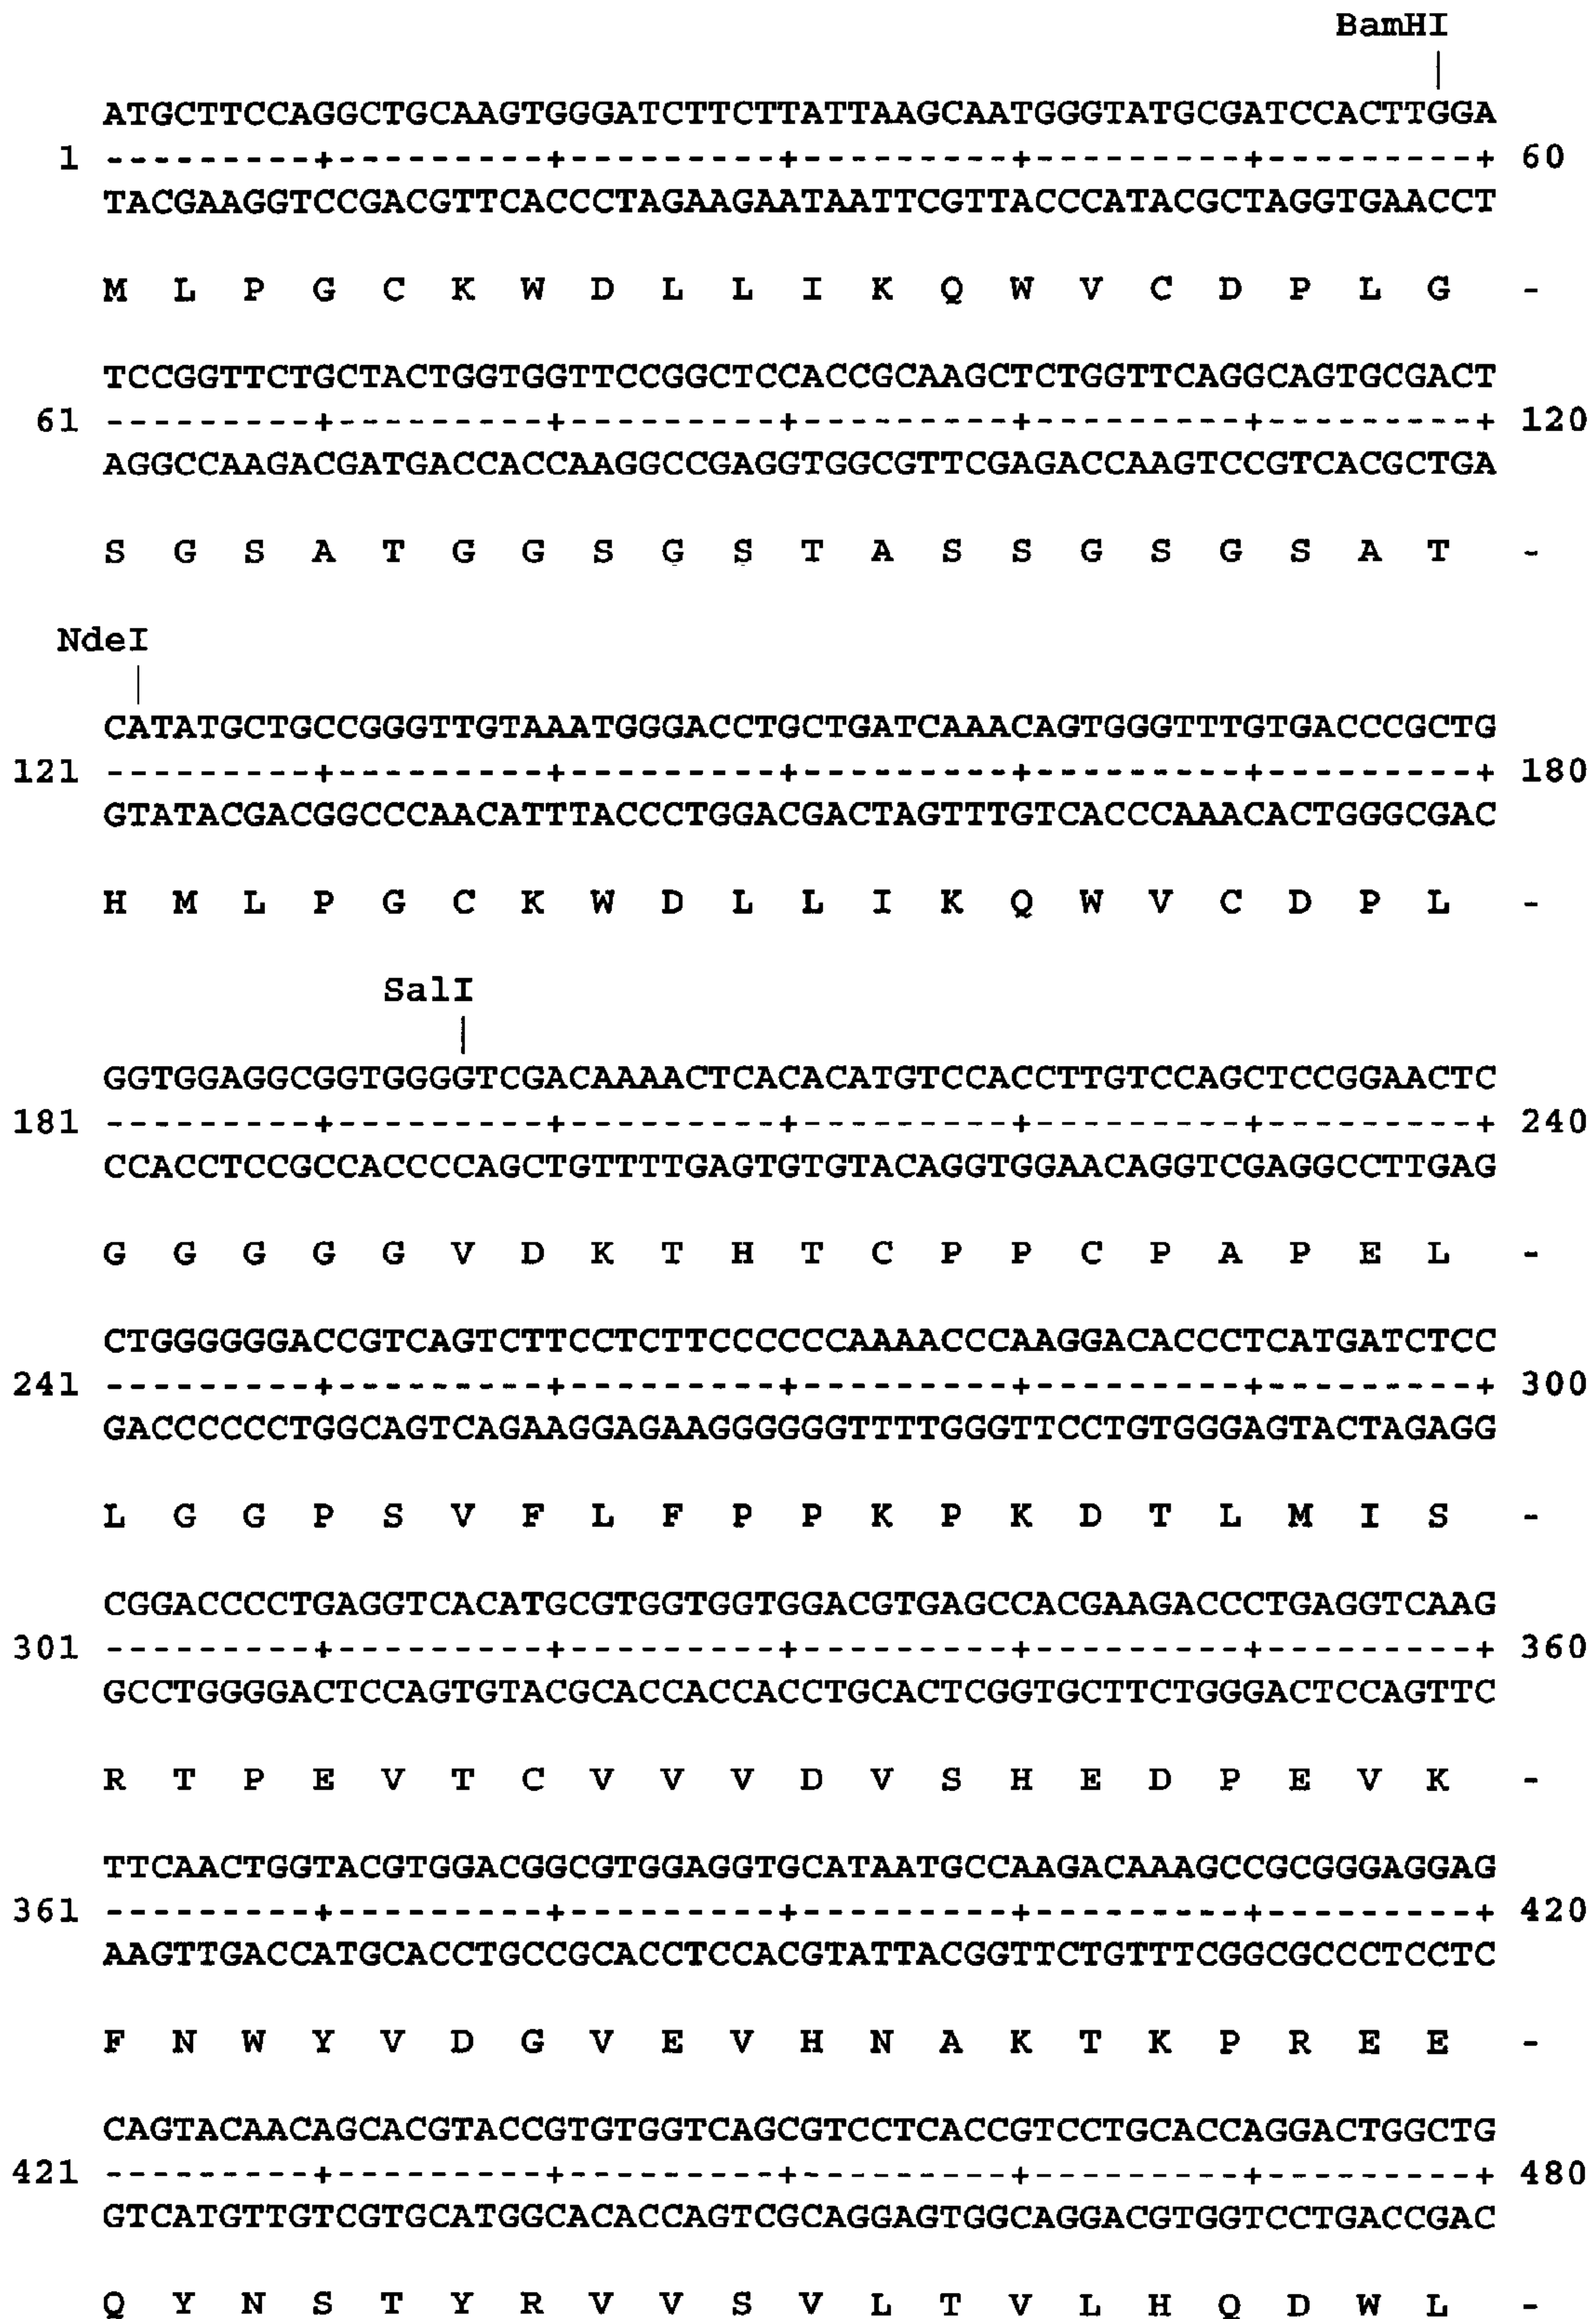 BamHI
|
ATGCTTCCAGGCTGCAAGTGGGATCTTCTTATTAAGCAATGGGTATGCGATCCACTTGGA
1 ---------+---------+---------+---------+---------+---------+ 60
TACGAAGGTCCGACGTTCACCCTAGAAGAATAATTCGTTACCCATACGCTAGGTGAACCT
M L P G C K W D L L I K Q W V C D P L G -
TCCGGTTCTGCTACTGGTGGTTCCGGCTCCACCGCAAGCTCTGGTTCAGGCAGTGCGACT
61 ---------+---------+---------+---------+---------+---------+ 120
AGGCCAAGACGATGACCACCAAGGCCGAGGTGGCGTTCGAGACCAAGTCCGTCACGCTGA
S G S A T G G S G S T A S S G S G S A T -
NdeI
|
CATATGCTGCCGGGTTGTAAATGGGACCTGCTGATCAAACAGTGGGTTTGTGACCCGCTG
121 ---------+---------+---------+---------+---------+---------+ 180
GTATACGACGGCCCAACATTTACCCTGGACGACTAGTTTGTCACCCAAACACTGGGCGAC
H M L P G C K W D L L I K Q W V C D P L -
SalI
|
GGTGGAGGCGGTGGGGTCGACAAAACTCACACATGTCCACCTTGTCCAGCTCCGGAACTC
181 ---------+---------+---------+---------+---------+---------+ 240
CCACCTCCGCCACCCCAGCTGTTTTGAGTGTGTACAGGTGGAACAGGTCGAGGCCTTGAG
G G G G G V D K T H T C P P C P A P E L -
CTGGGGGGACCGTCAGTCTTCCTCTTCCCCCCAAAACCCAAGGACACCCTCATGATCTCC
241 ---------+---------+---------+---------+---------+---------+ 300
GACCCCCCTGGCAGTCAGAAGGAGAAGGGGGGTTTTGGGTTCCTGTGGGAGTACTAGAGG
L G G P S V F L F P P K P K D T L M I S -
CGGACCCCTGAGGTCACATGCGTGGTGGTGGACGTGAGCCACGAAGACCCTGAGGTCAAG
301 ---------+---------+---------+---------+---------+---------+ 360
GCCTGGGGACTCCAGTGTACGCACCACCACCTGCACTCGGTGCTTCTGGGACTCCAGTTC
R T P E V T C V V V D V S H E D P E V K -
TTCAACTGGTACGTGGACGGCGTGGAGGTGCATAATGCCAAGACAAAGCCGCGGGAGGAG
361 ---------+---------+---------+---------+---------+---------+ 420
AAGTTGACCATGCACCTGCCGCACCTCCACGTATTACGGTTCTGTTTCGGCGCCCTCCTC
F N W Y V D G V E V H N A K T K P R E E -
CAGTACAACAGCACGTACCGTGTGGTCAGCGTCCTCACCGTCCTGCACCAGGACTGGCTG
421 ---------+---------+---------+---------+---------+---------+ 480
GTCATGTTGTCGTGCATGGCACACCAGTCGCAGGAGTGGCAGGACGTGGTCCTGACCGAC
Q Y N S T Y R V V S V L T V L H Q D W L -